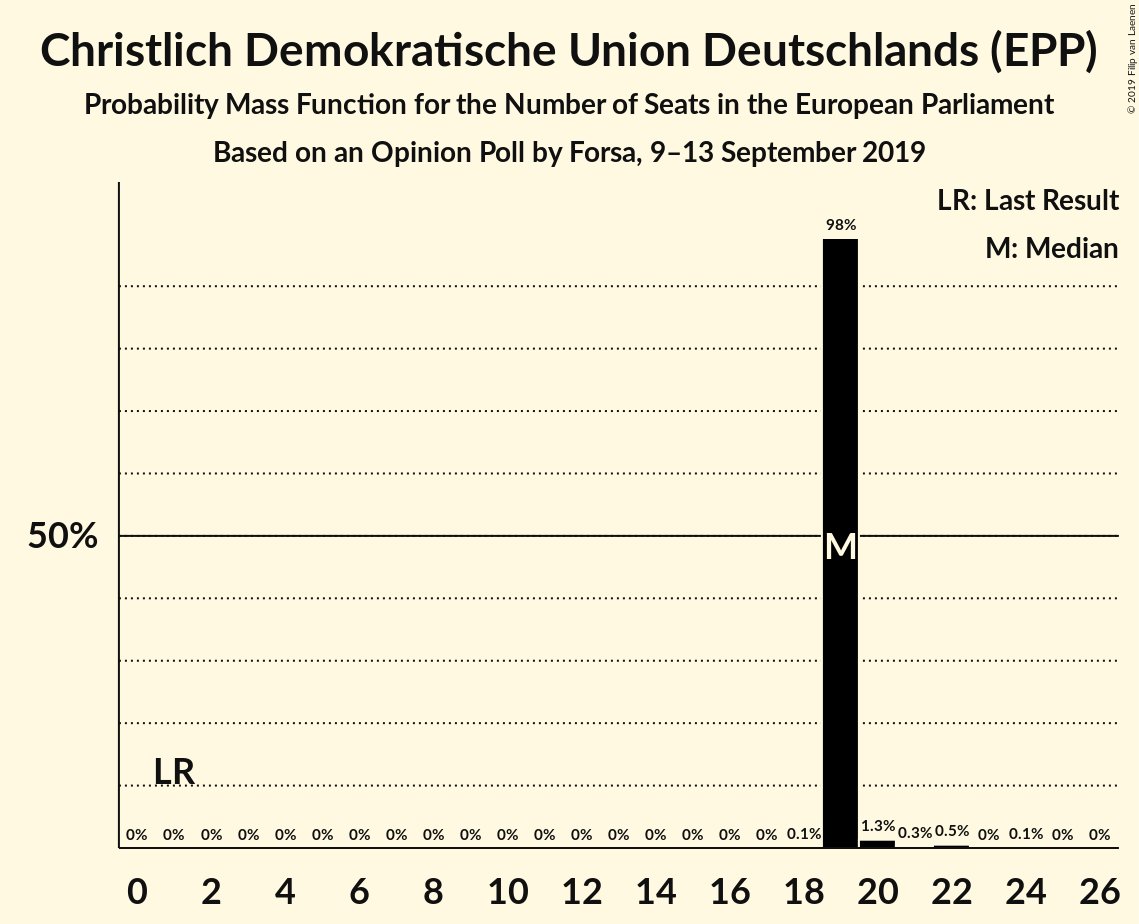 Christlich Demokratische Union Deutschlands (EPP)
Probability Mass Function for the Number of Seats in the European Parliament
Based on an Opinion Poll by Forsa, 9–13 September 2019
© 2019 Filip van Laenen
LR: Last Result
M: Median
98%
50%
M
LR
0% 0% 0% 0% 0% 0% 0% 0% 0% 0% 0% 0% 0% 0% 0% 0% 0% 0% 0.1% 1.3% 0.3% 0.5% 0% 0.1% 0% 0%
0 2 4 6 8 10 12 14 16 18 20 22 24 26